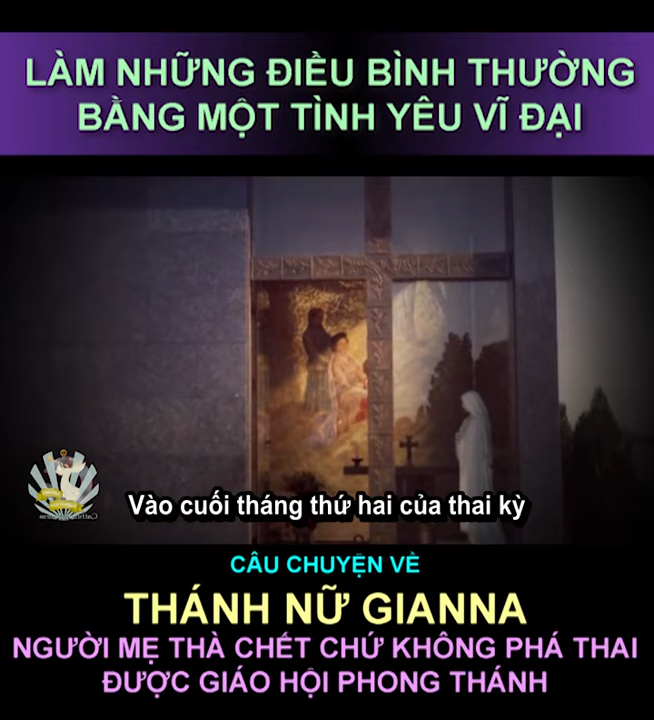 LÀM NHỮNG ĐIỀU BÌNH THƯỜNG
BẰNG MỘT TÌNH YÊU VĨ ĐẠI
Vào cuối tháng thứ hai của thai kỳ
CÂU CHUYỆN VỀ
THÁNH NỮ GIANNA
NGƯỜI MẸ THÀ CHẾT CHỨ KHÔNG PHÁ THAI
ĐƯỢC GIÁO HỘI PHONG THÁNH